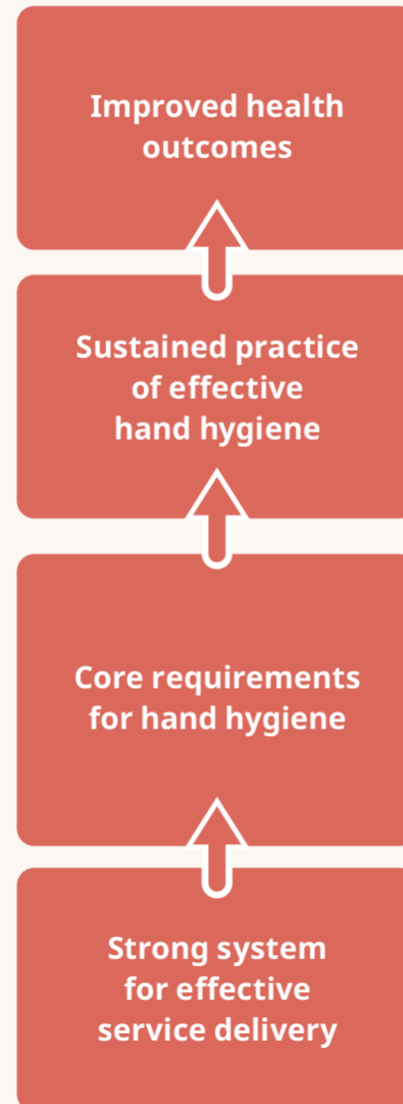 Improved health
outcomes
Sustained practice
of effective
hand hygiene
Core requirements
for hand hygiene
Strong system
for effective
service delivery